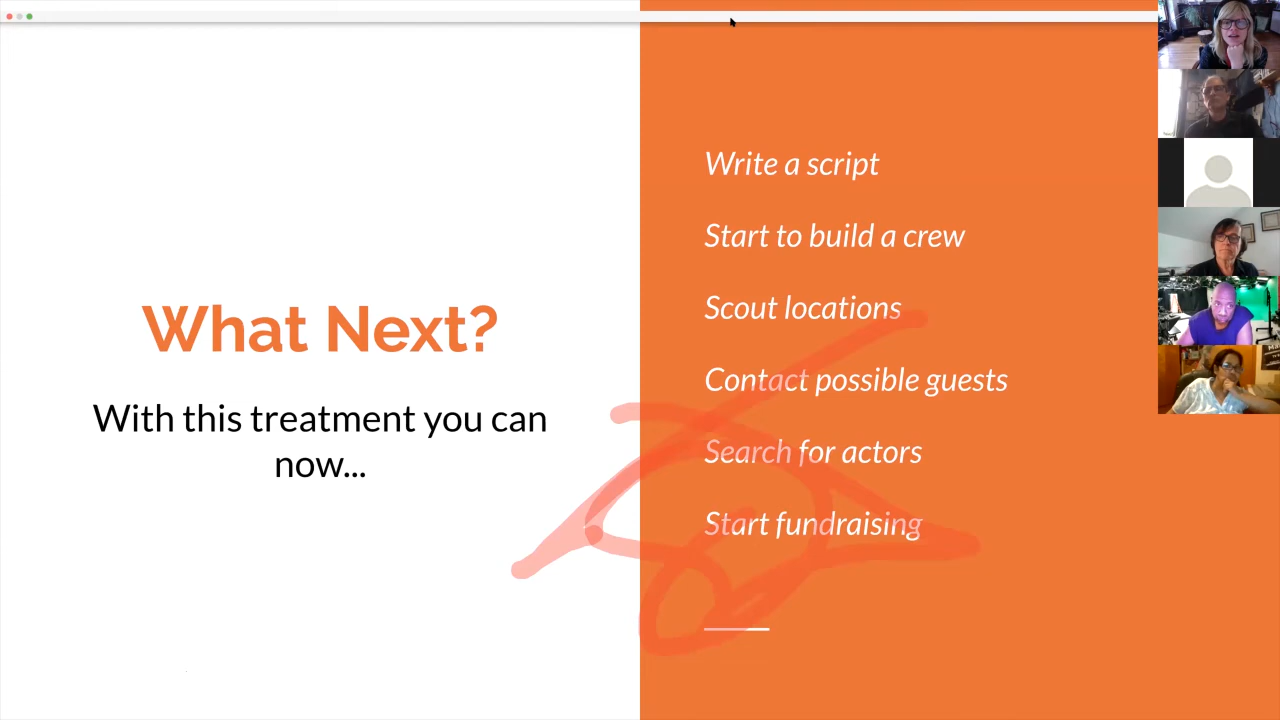 What Next?
With this treatment you can
now...
Write a script
Start to build a crew
Scout locations
Contact possible guests
Search for actors
Start fundraising